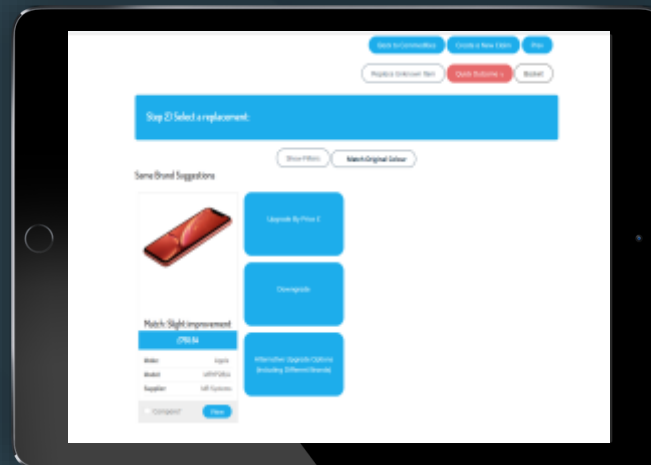 Back to Commodities
Create a New Claim
Prev
Replace Unknown Item
Quick Outcome
Basket
Step 2) Select a replacement:
Show Filters
Match Original Colour
Same Brand Suggestions
Upgrade By Price £
Downgrade
Alternative Upgrade Options
(Including Different Brands)
Match: Slight improvement
Make
Apple
Model
Supplier
Compare?
View